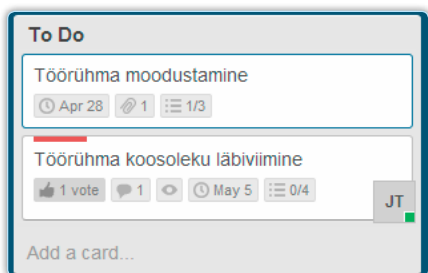 To Do
Töörühma moodustamine
Apr 28 1 1/3
Töörühma koosoleku läbiviimine
1 vote 1 May 5 0/4
JT
Add a card...